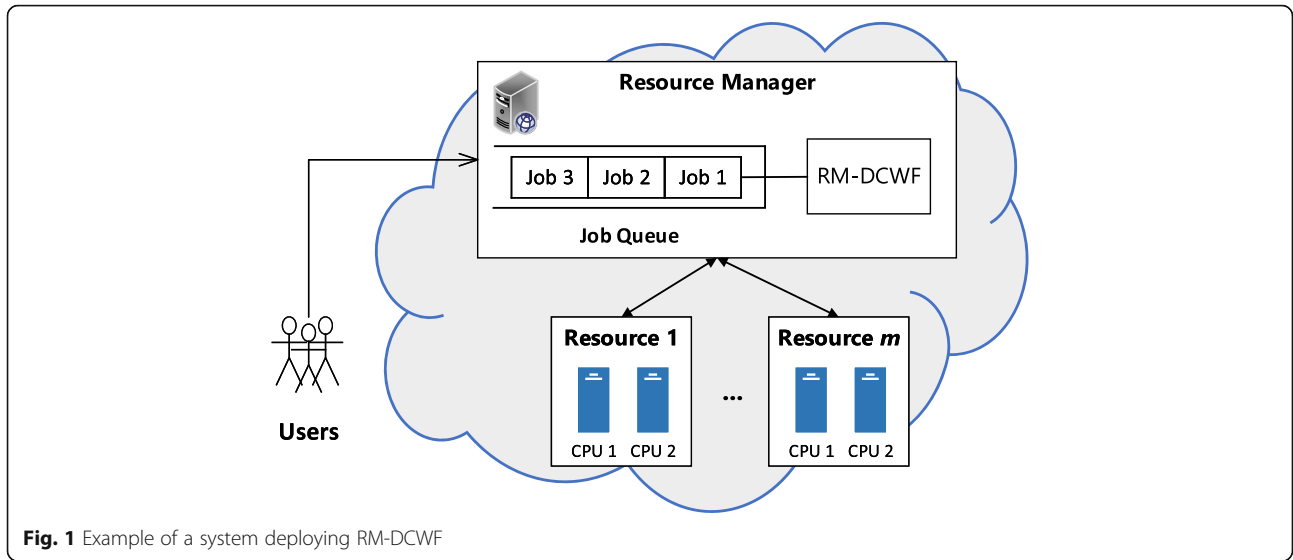 Resource Manager
Job 3 Job 2 Job 1
RM-DCWF
Job Queue
Users
Resource 1
CPU 1 CPU 2
...
Resource m
CPU 1 CPU 2
Fig. 1 Example of a system deploying RM-DCWF